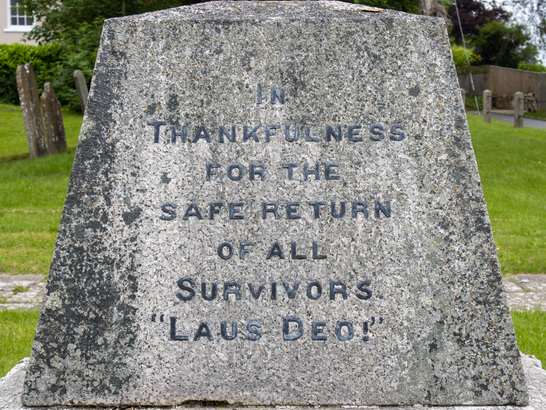 IN
THANKFULNESS
FOR THE
SAFE RETURN
OF ALL
SURVIVORS.
"LAUS DEO!"